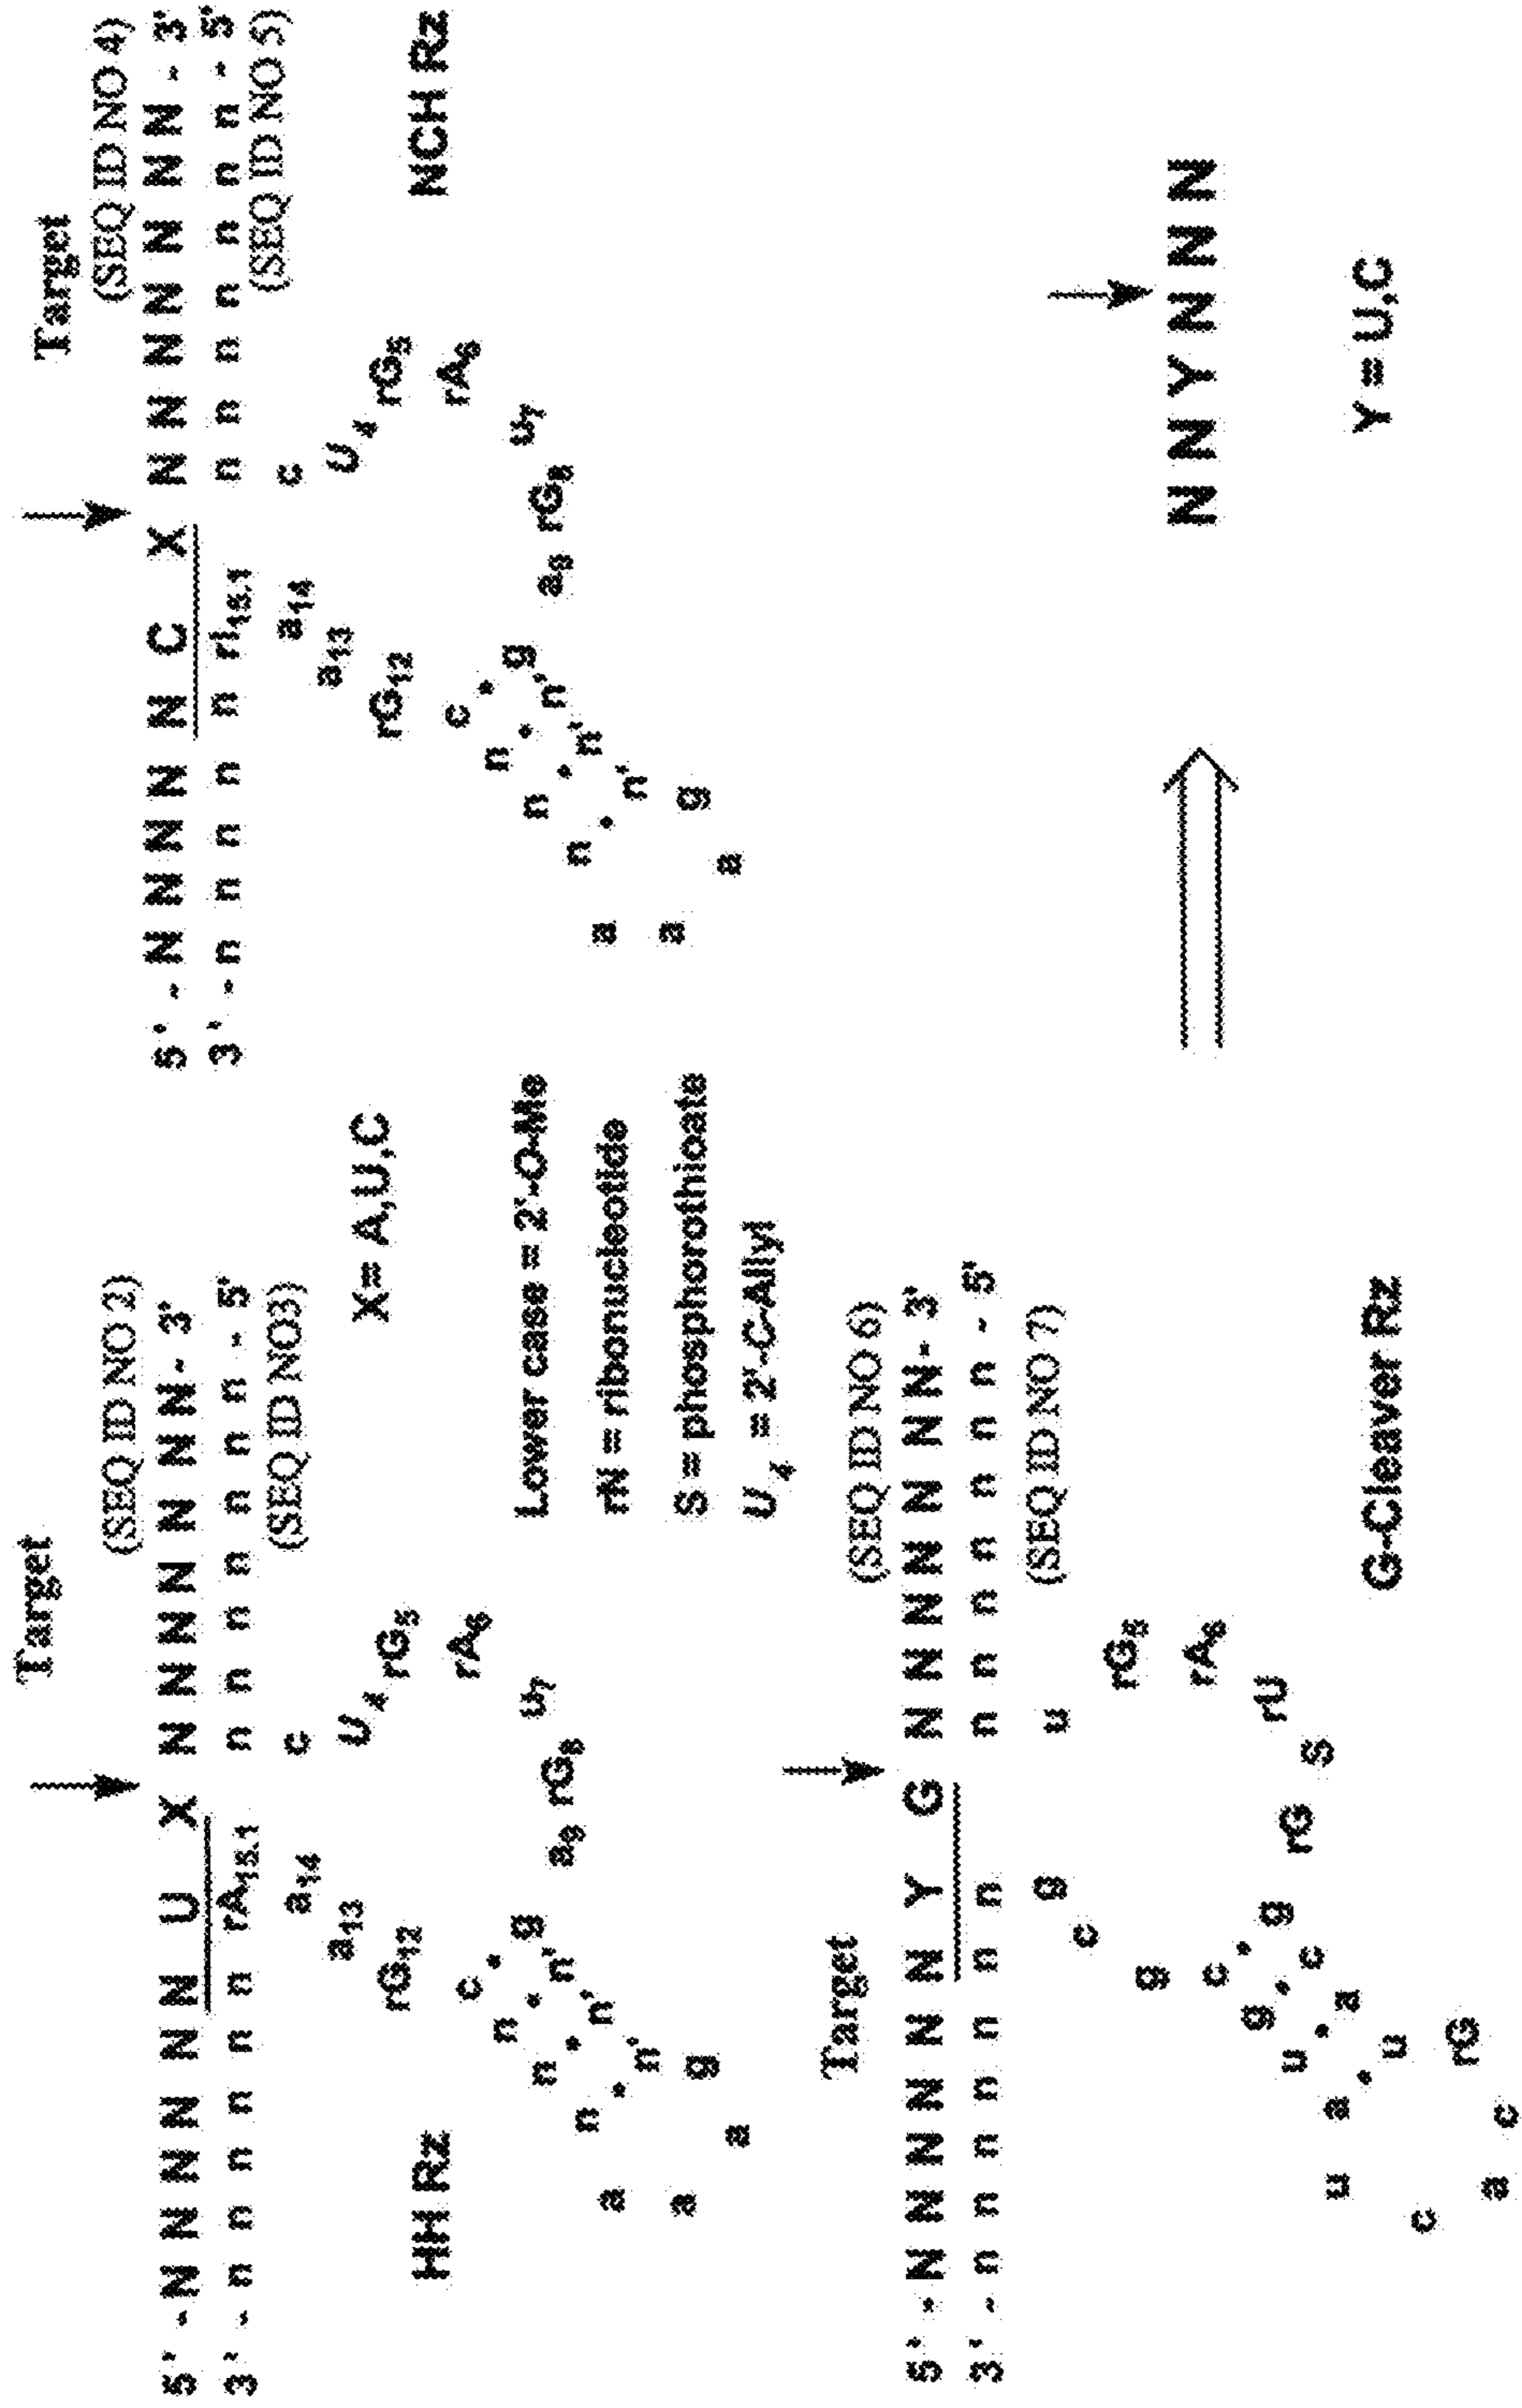 Target
(SEQ ID NO 2)
5' - N N N N N N U X N N N N N N N - 3'
3' - n n n n n n rA15.1 n n n n n n n - 5'
(SEQ ID NO3)
a14 c
a13 U4
rG12 rG5
rA6
c u7
n g rG8
n n' a9
n n'
a n'
a g
a
HH Rz
X = A,U,C
Target
(SEQ ID NO 4)
5' - N N N N N C X N N N N N N N - 3'
3' - n n n n n rI15.1 n n n n n n n - 5'
(SEQ ID NO 5)
a14 c
a13 U4
rG12 rG5
rA6
c u7
n g rG8
n n' a9
n n'
a n'
a g
a
NCH Rz
Lower case = 2'-O-Me
rN = ribonucleotide
S = phosphorothioate
U4 = 2'-C-Allyl
Target
(SEQ ID NO 6)
5' - N N N N N N Y G N N N N N N N - 3'
3' - n n n n n n n n n n n n n n - 5'
(SEQ ID NO 7)
g u
c rG5
g rA6
c g rU
g c rG S
u a
a u
u rG
c a c
G-Cleaver Rz
N N Y N N N
Y = U,C